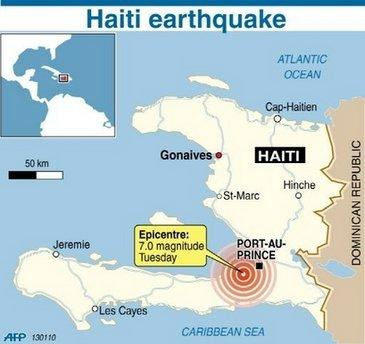 Haiti earthquake
ATLANTIC
OCEAN
Cap-Haitien
50 km
Gonaives
HAITI
Hinche
St-Marc
DOMINICAN REPUBLIC
Epicentre:
7.0 magnitude
Tuesday
PORT-AU-
PRINCE
Jeremie
Les Cayes
CARIBBEAN SEA
AFP 130110